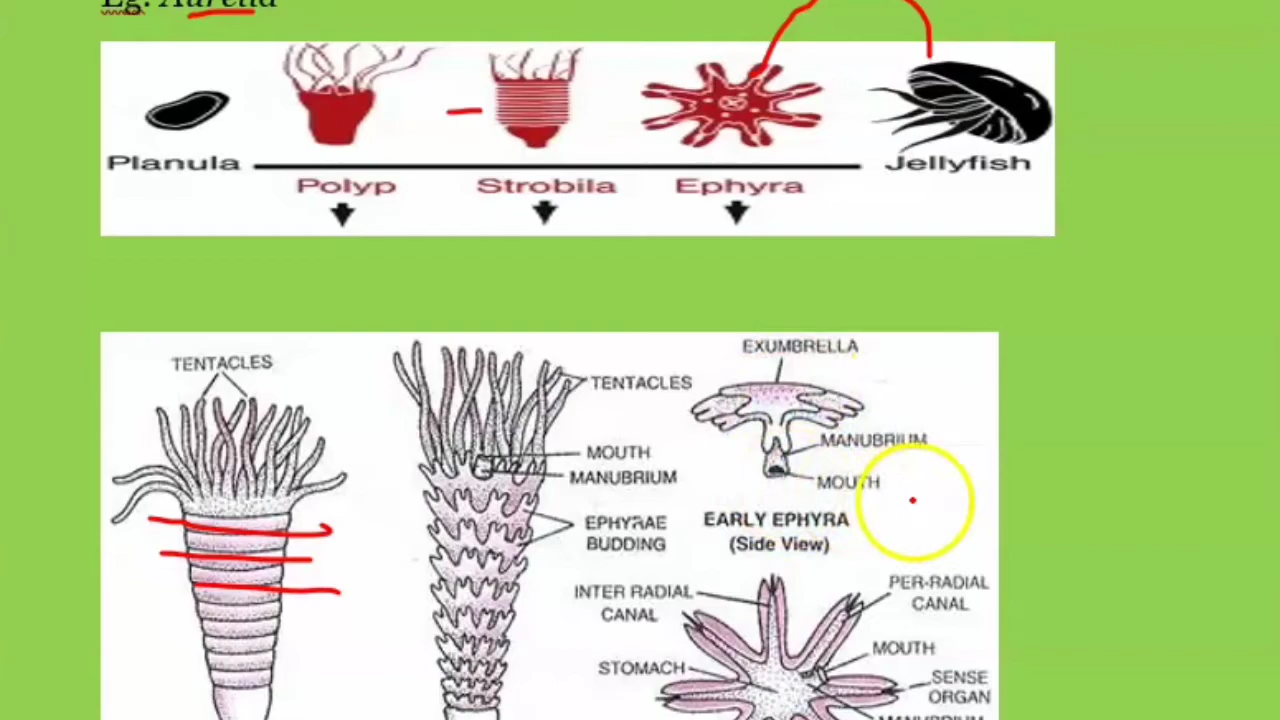 Eg: Aurelia
Planula
Polyp
Strobila
Ephyra
Jellyfish
TENTACLES
TENTACLES
MOUTH
MANUBRIUM
EPHYRAE
BUDDING
EXUMBRELLA
MANUBRIUM
MOUTH
EARLY EPHYRA
(Side View)
INTER RADIAL
CANAL
PER-RADIAL
CANAL
STOMACH
MOUTH
SENSE
ORGAN
MANUBRIUM